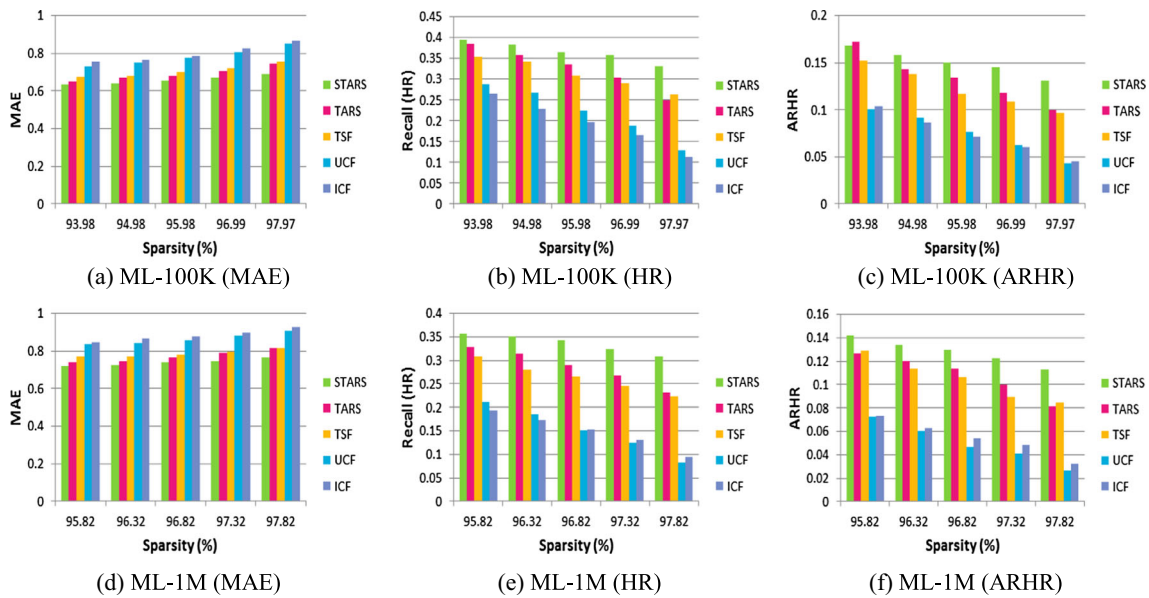 1
0.8
0.6
0.4
0.2
0
MAE
93.98 94.98 95.98 96.99 97.97
Sparsity (%)
STARS
TARS
TSF
UCF
ICF
(a) ML-100K (MAE)
0.45
0.4
0.35
0.3
0.25
0.2
0.15
0.1
0.05
0
Recall (HR)
93.98 94.98 95.98 96.99 97.97
Sparsity (%)
STARS
TARS
TSF
UCF
ICF
(b) ML-100K (HR)
0.2
0.15
0.1
0.05
0
ARHR
93.98 94.98 95.98 96.99 97.97
Sparsity (%)
STARS
TARS
TSF
UCF
ICF
(c) ML-100K (ARHR)
1
0.8
0.6
0.4
0.2
0
MAE
95.82 96.32 96.82 97.32 97.82
Sparsity (%)
STARS
TARS
TSF
UCF
ICF
(d) ML-1M (MAE)
0.4
0.35
0.3
0.25
0.2
0.15
0.1
0.05
0
Recall (HR)
95.82 96.32 96.82 97.32 97.82
Sparsity (%)
STARS
TARS
TSF
UCF
ICF
(e) ML-1M (HR)
0.16
0.14
0.12
0.1
0.08
0.06
0.04
0.02
0
ARHR
95.82 96.32 96.82 97.32 97.82
Sparsity (%)
STARS
TARS
TSF
UCF
ICF
(f) ML-1M (ARHR)